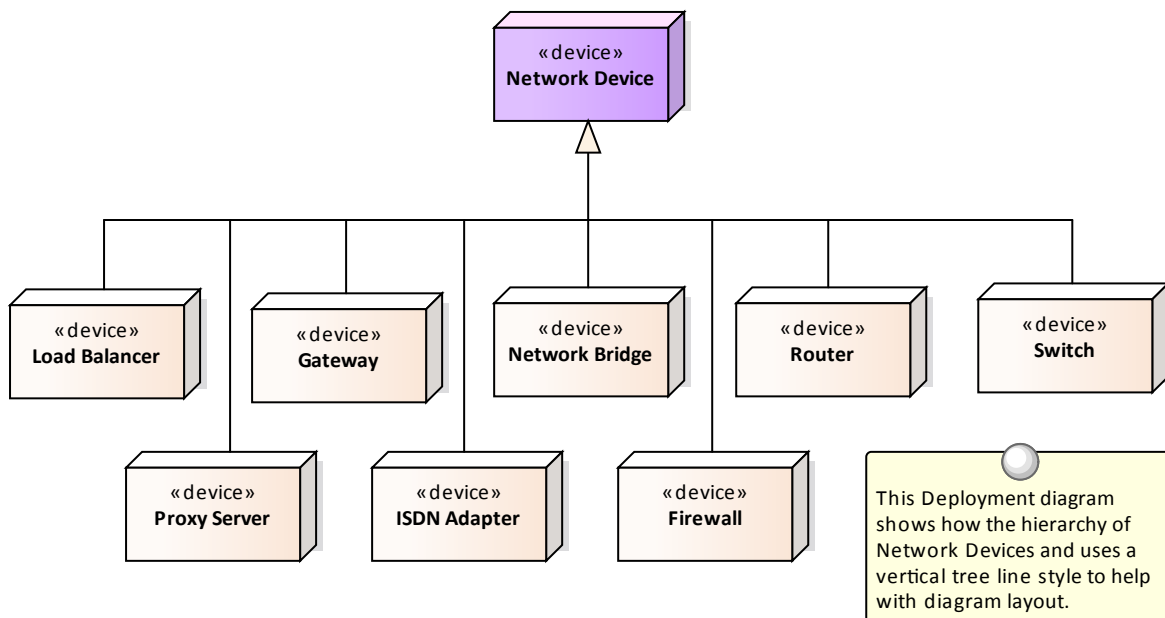 «device»
Network Device
«device»
Load Balancer
«device»
Gateway
«device»
Network Bridge
«device»
Router
«device»
Switch
«device»
Proxy Server
«device»
ISDN Adapter
«device»
Firewall
This Deployment diagram
shows how the hierarchy of
Network Devices and uses a
vertical tree line style to help
with diagram layout.